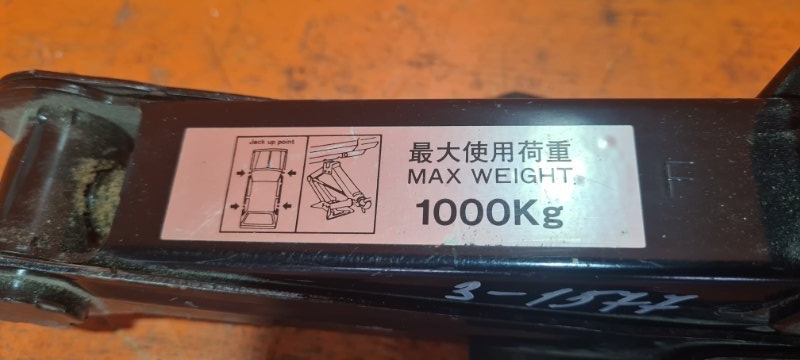 Jack up point
最大使用荷重
MAX WEIGHT
1000Kg
F
3-1577